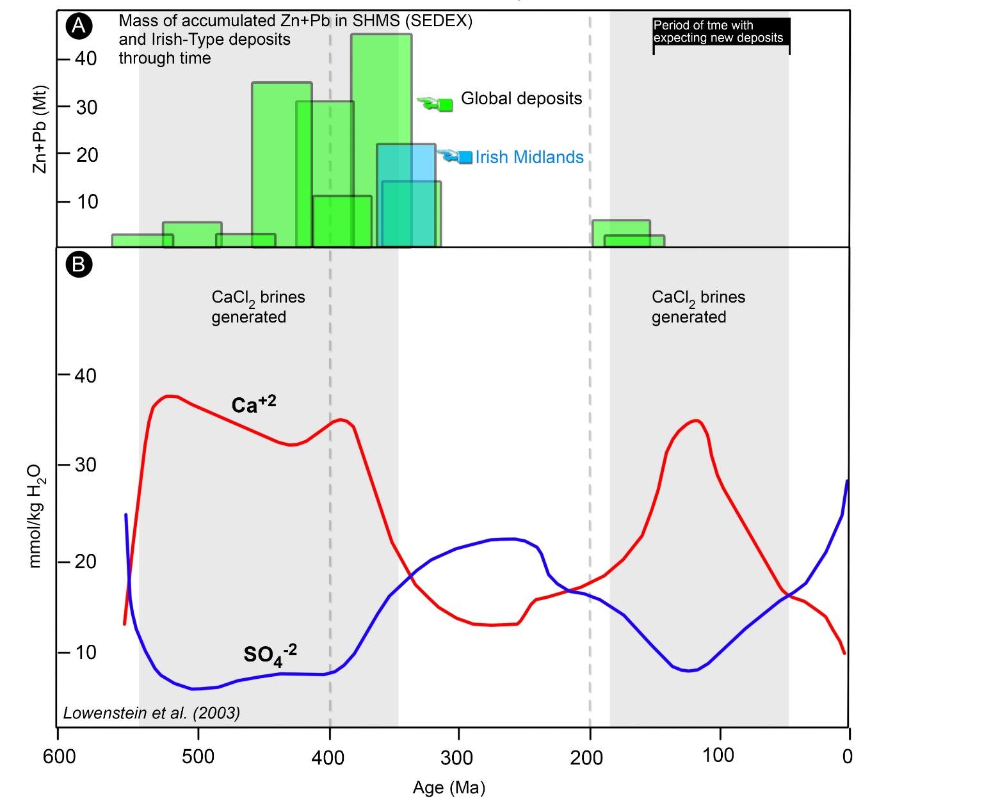 A
Mass of accumulated Zn+Pb in SHMS (SEDEX)
and Irish-Type deposits
through time
Period of tme with
expecting new deposits
Global deposits
Irish Midlands
Zn+Pb (Mt)
40
30
20
10
B
CaCl2 brines
generated
CaCl2 brines
generated
Ca+2
SO4-2
mmol/kg H2O
40
30
20
10
Lowenstein et al. (2003)
600 500 400 300 200 100 0
Age (Ma)